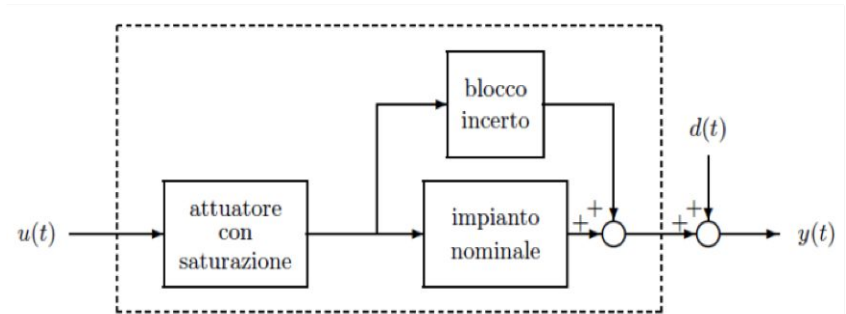 blocco
incerto
d(t)
attuatore
con
saturazione
impianto
nominale
u(t)
y(t)
+
+
+
+